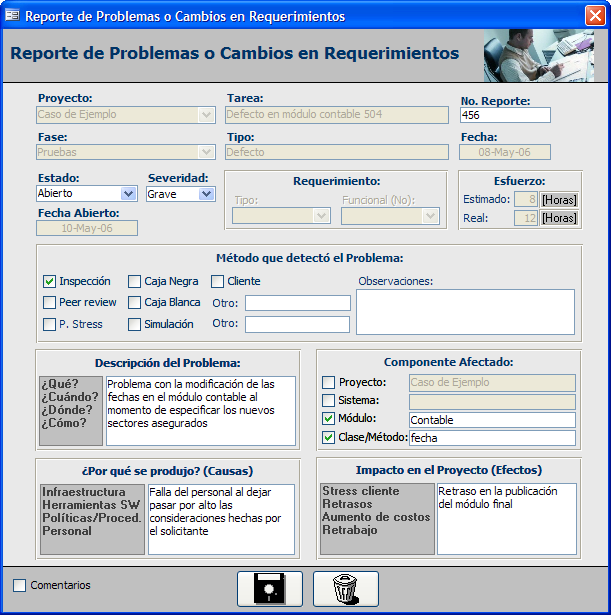 Reporte de Problemas o Cambios en Requerimientos
Reporte de Problemas o Cambios en Requerimientos
Proyecto: Tarea: No. Reporte:
Caso de Ejemplo Defecto en módulo contable 504 456
Fase: Tipo: Fecha:
Pruebas Defecto 08-May-06
Estado: Severidad: Requerimiento: Esfuerzo:
Abierto Grave Tipo: Funcional (No): Estimado: 8 [Horas]
Fecha Abierto: Real: 12 [Horas]
10-May-06
Método que detectó el Problema:
Inspección Caja Negra Cliente Observaciones:
Peer review Caja Blanca Otro:
P. Stress Simulación Otro:
Descripción del Problema:
¿Qué?
¿Cuándo?
¿Dónde?
¿Cómo?
Problema con la modificación de las
fechas en el módulo contable al
momento de especificar los nuevos
sectores asegurados
Componente Afectado:
Proyecto: Caso de Ejemplo
Sistema:
Módulo: Contable
Clase/Método: fecha
¿Por qué se produjo? (Causas)
Infraestructura
Herramientas SW
Políticas/Proced.
Personal
Falla del personal al dejar
pasar por alto las
consideraciones hechas por
el solicitante
Impacto en el Proyecto (Efectos)
Stress cliente
Retrasos
Aumento de costos
Retrabajo
Retraso en la publicación
del módulo final
Comentarios